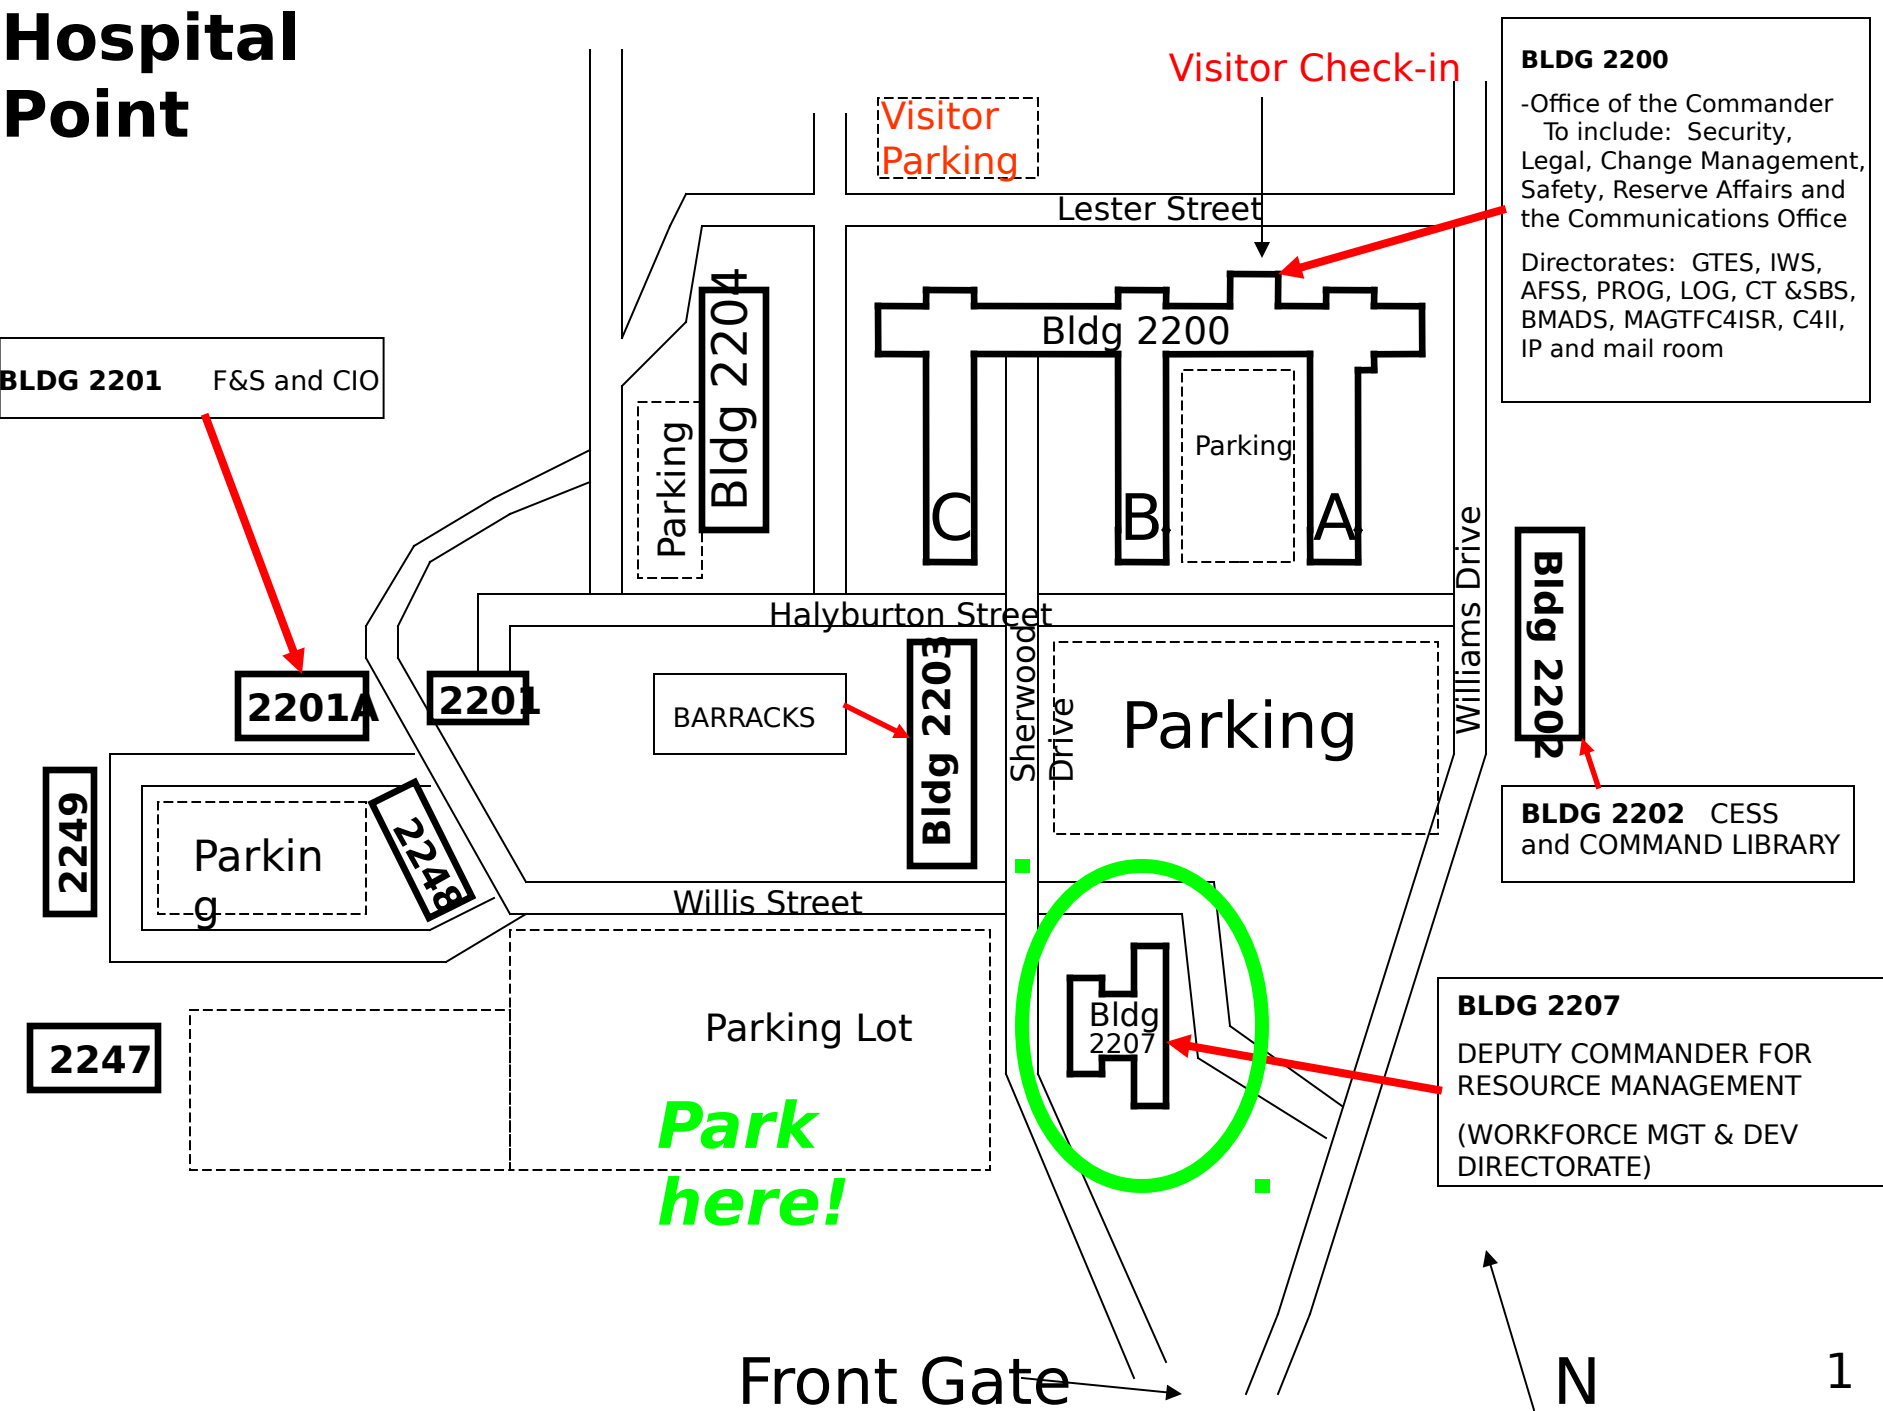 Hospital
Point
Visitor Check-in
Visitor
Parking
Lester Street
BLDG 2200
-Office of the Commander
To include:  Security,
Legal, Change Management,
Safety, Reserve Affairs and
the Communications Office
Directorates:  GTES, IWS,
AFSS, PROG, LOG, CT &SBS,
BMADS, MAGTFC4ISR, C4II,
IP and mail room
Bldg 2204
Bldg 2200
BLDG 2201 F&S and CIO
Parking
Parking
C
B
A
Williams Drive
Bldg 2202
Halyburton Street
Sherwood
Drive
2201A
2201
BARRACKS
Bldg 2203
Parking
2249
Parkin
g
2248
BLDG 2202 CESS
and COMMAND LIBRARY
Willis Street
Bldg
2207
BLDG 2207
DEPUTY COMMANDER FOR
RESOURCE MANAGEMENT
(WORKFORCE MGT & DEV
DIRECTORATE)
2247
Parking Lot
Park
here!
Front Gate
N
1